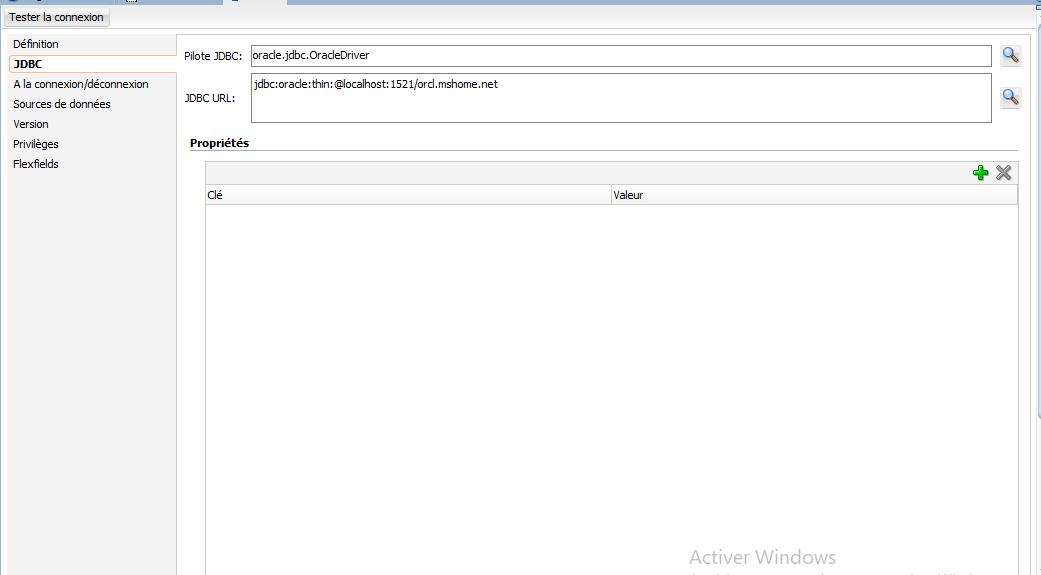 Tester la connexion
Définition
JDBC
A la connexion/déconnexion
Sources de données
Version
Privilèges
Flexfields
Pilote JDBC: oracle.jdbc.OracleDriver
JDBC URL: jdbc:oracle:thin:@localhost:1521/orcl.mshome.net
Propriétés
Clé Valeur
Activer Windows